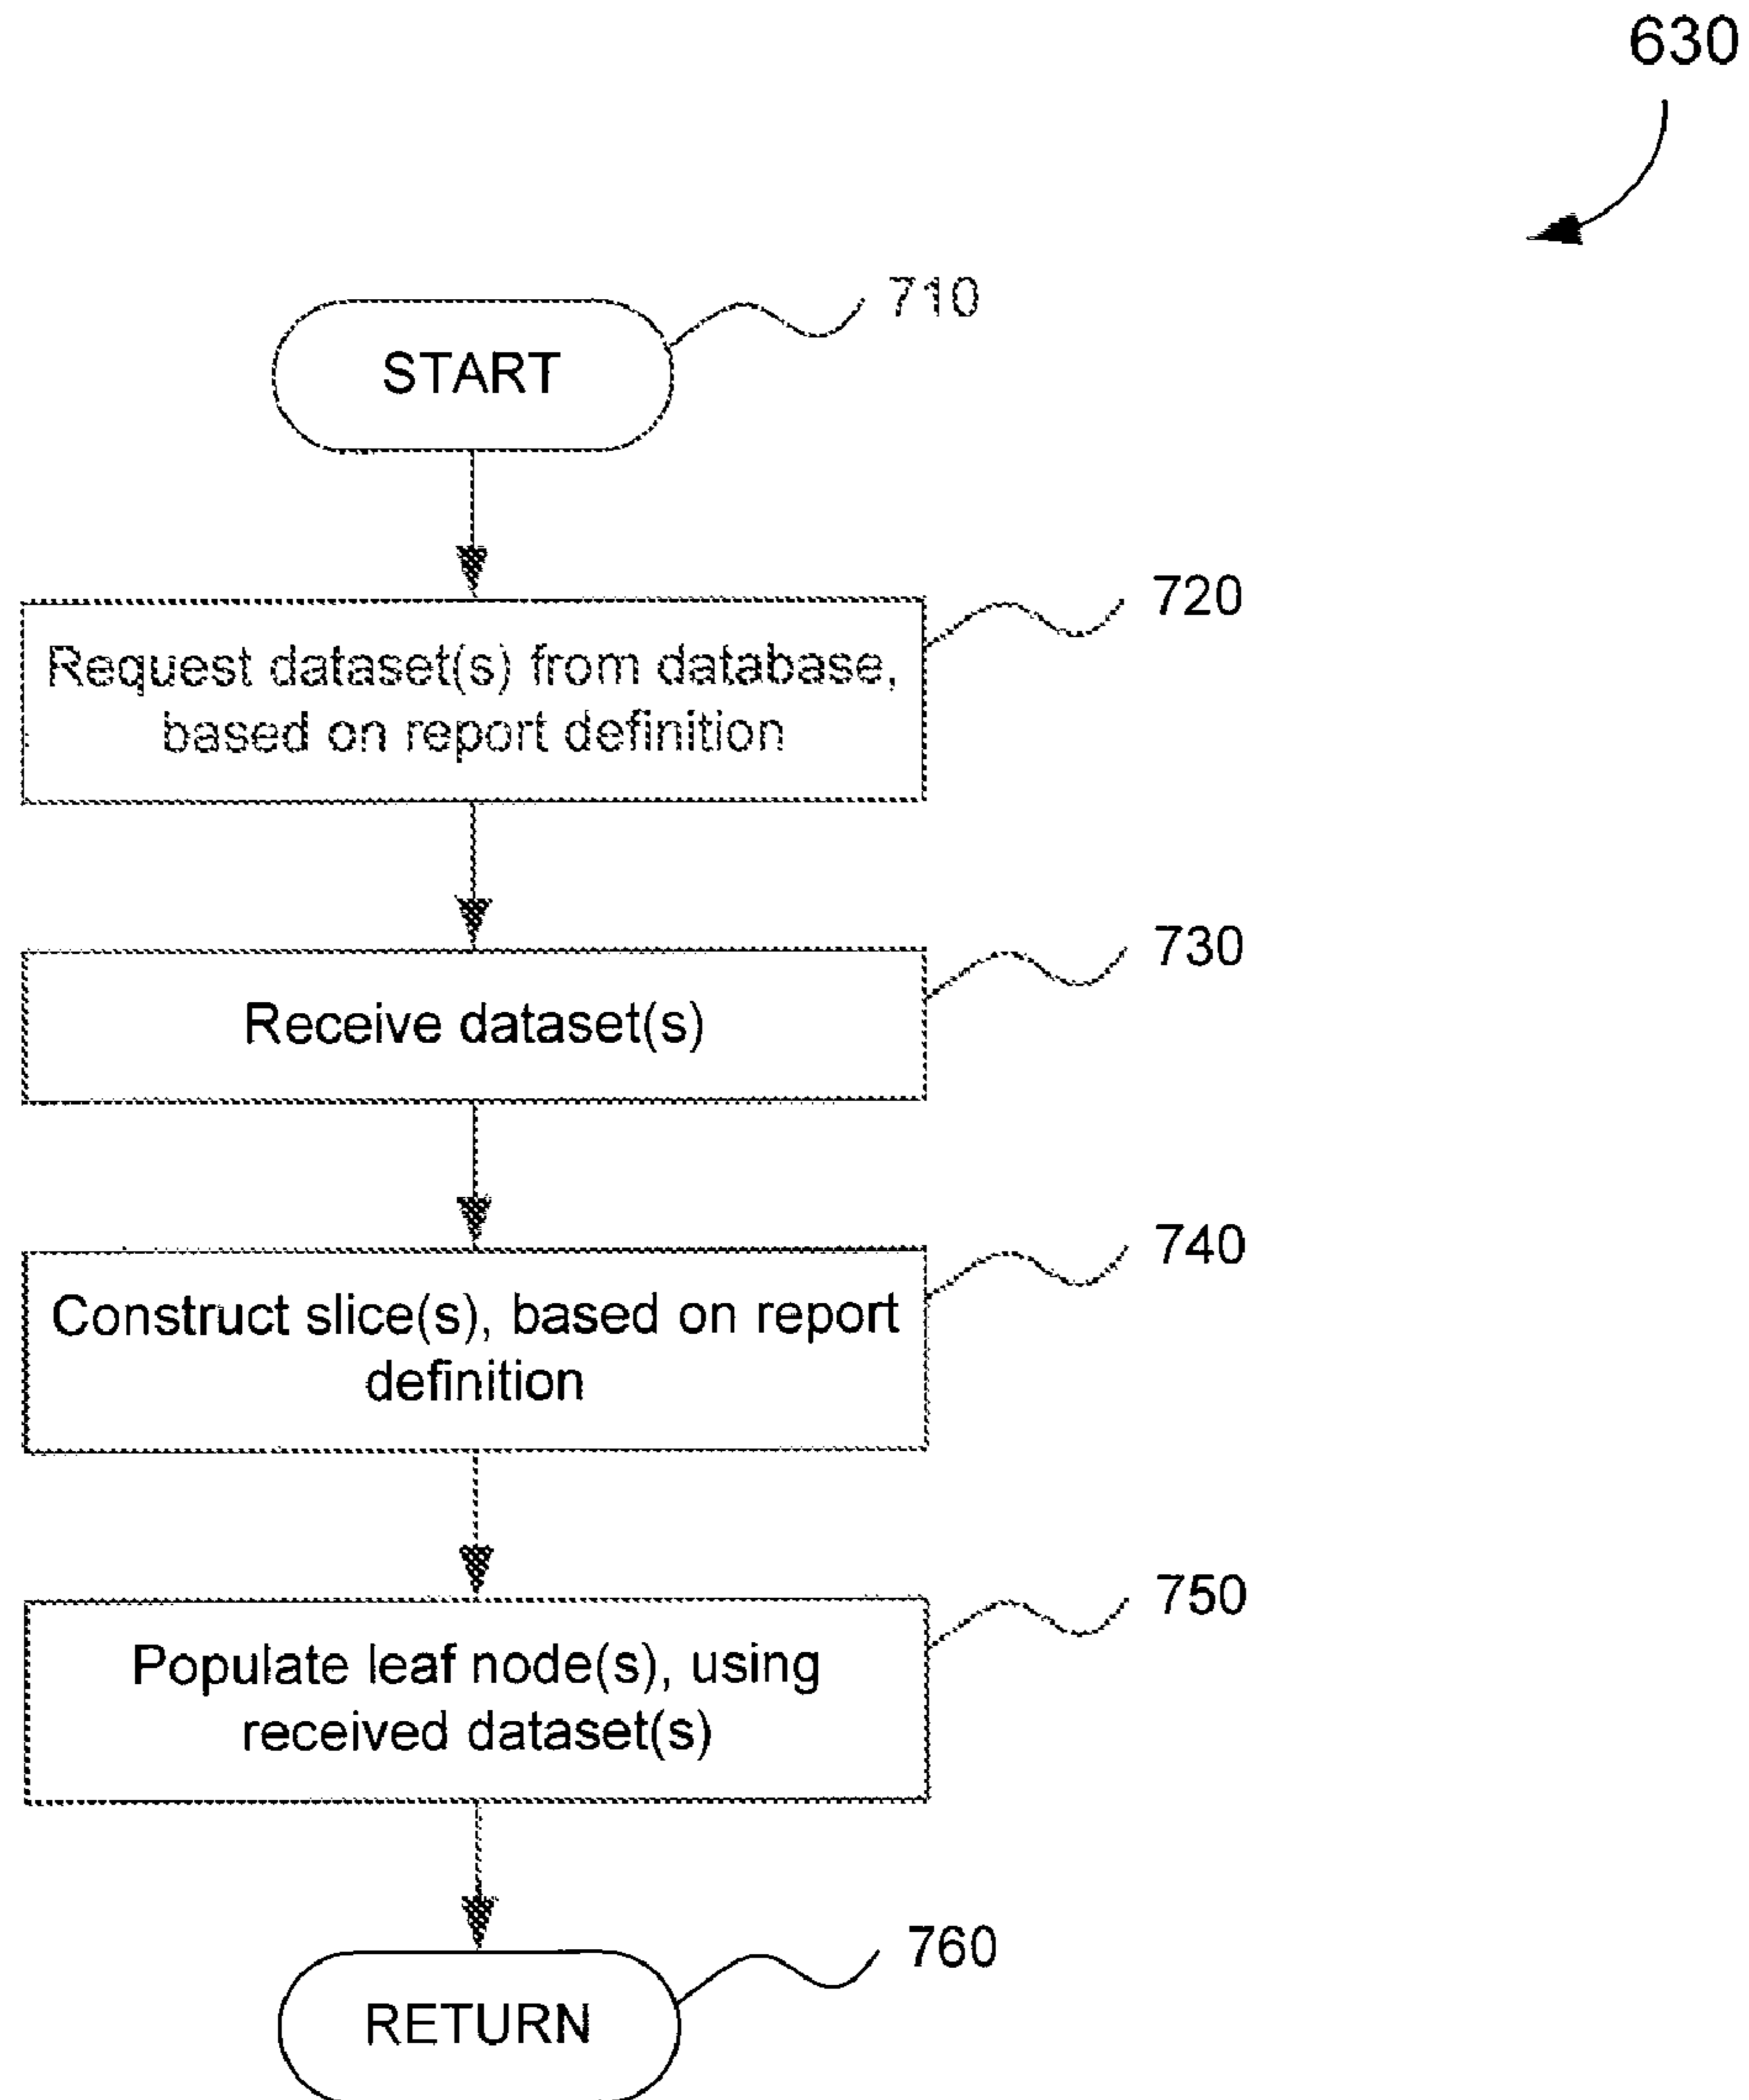 630
710
START
720
Request dataset(s) from database,
based on report definition
730
Receive dataset(s)
740
Construct slice(s), based on report
definition
750
Populate leaf node(s), using
received dataset(s)
760
RETURN